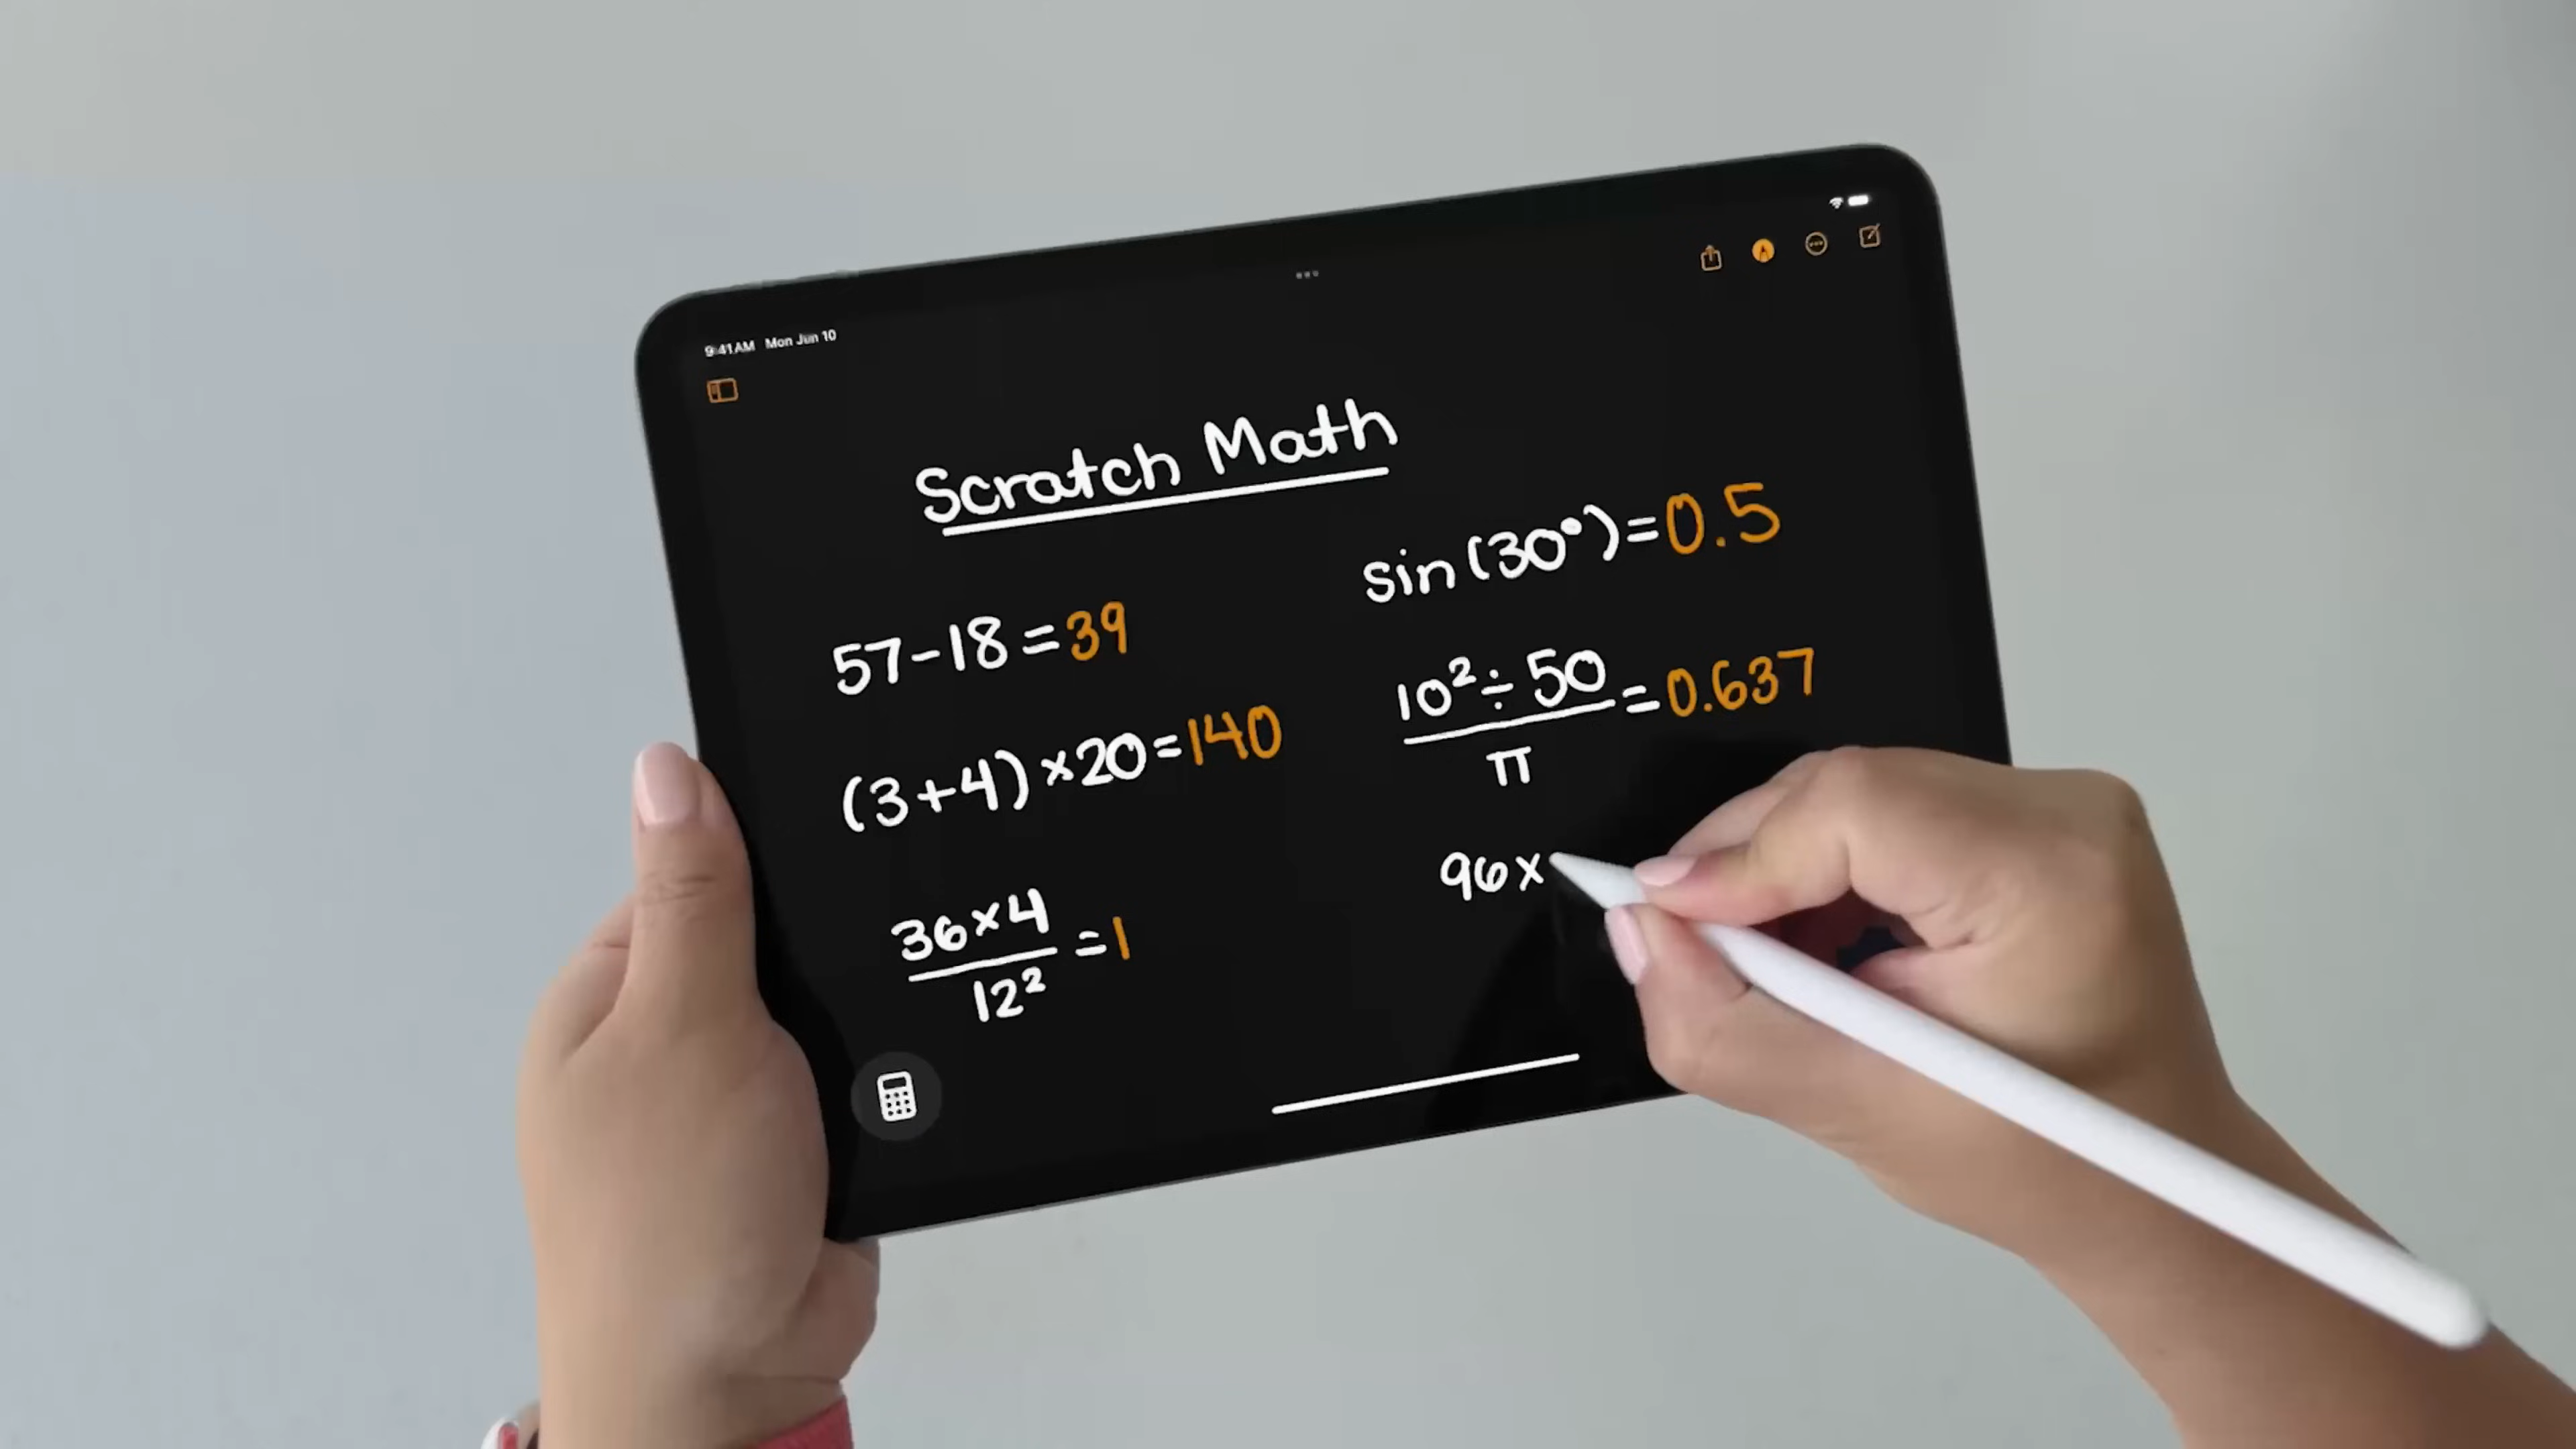 9:41 AM Mon Jun 10
Scratch Math
57-18=39
(3+4)×20=140
36×4
=1
12²
sin(30°)=0.5
10²÷50
=0.637
π
96×